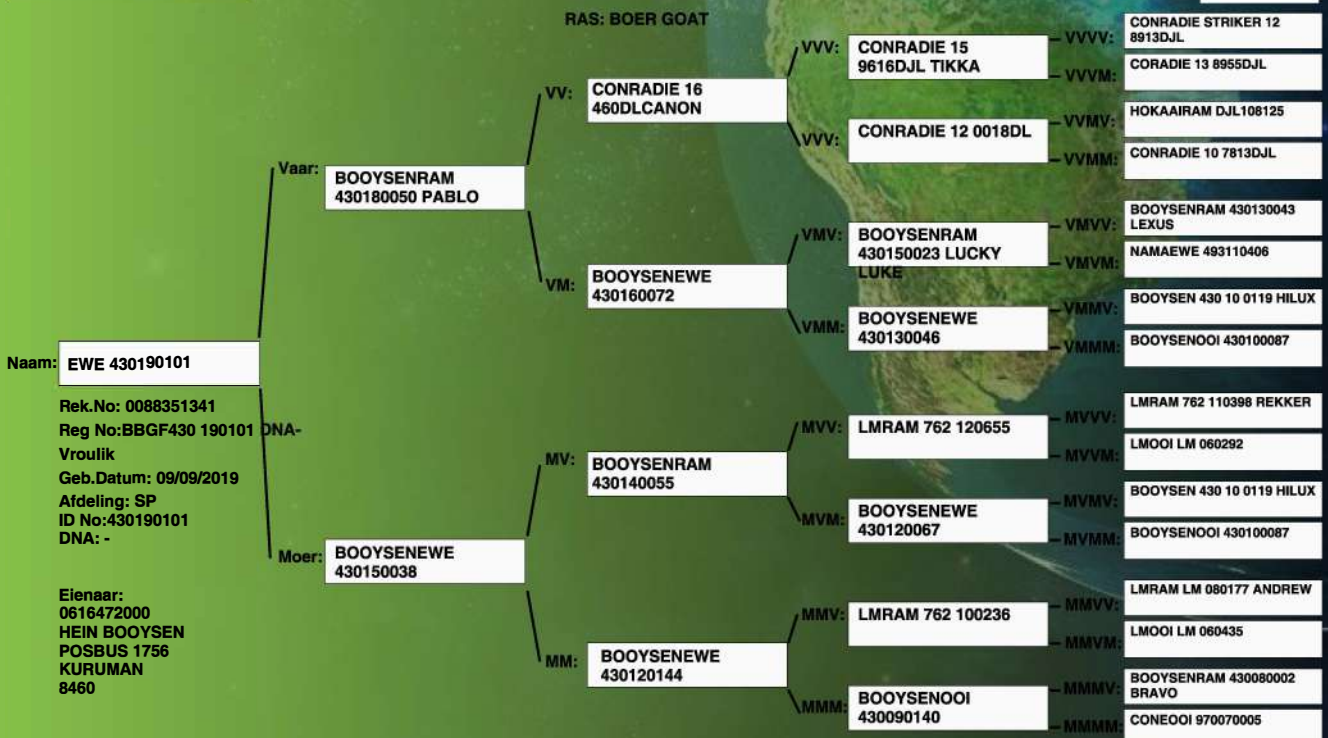 RAS: BOER GOAT
Naam: EWE 430190101
Rek.No: 0088351341
Reg No:BBGF430 190101 DNA-
Vroulik
Geb.Datum: 09/09/2019
Afdeling: SP
ID No:430190101
DNA: -
Eienaar:
0616472000
HEIN BOOYSEN
POSBUS 1756
KURUMAN
8460
Vaar: BOOYSENRAM
430180050 PABLO
Moer: BOOYSENEWE
430150038
VV: CONRADIE 16
460DLCANON
VM: BOOYSENEWE
430160072
MV: BOOYSENRAM
430140055
MM: BOOYSENEWE
430120144
VVV: CONRADIE 15
9616DJL TIKKA
VVV: CONRADIE 12 0018DL
VMV: BOOYSENRAM
430150023 LUCKY
LUKE
VMM: BOOYSENEWE
430130046
MVV: LMRAM 762 120655
MVM: BOOYSENEWE
430120067
MMV: LMRAM 762 100236
MMM: BOOYSENOOI
430090140
VVVV: CONRADIE STRIKER 12
8913DJL
VVVM: CORADIE 13 8955DJL
VVMV: HOKAAIRAM DJL108125
VVMM: CONRADIE 10 7813DJL
VMVV: BOOYSENRAM 430130043
LEXUS
VMVM: NAMAEWE 493110406
VMMV: BOOYSEN 430 10 0119 HILUX
VMMM: BOOYSENOOI 430100087
MVVV: LMRAM 762 110398 REKKER
MVVM: LMOOI LM 060292
MVMV: BOOYSEN 430 10 0119 HILUX
MVMM: BOOYSENOOI 430100087
MMVV: LMRAM LM 080177 ANDREW
MMVM: LMOOI LM 060435
MMMV: BOOYSENRAM 430080002
BRAVO
MMMM: CONEOOI 970070005